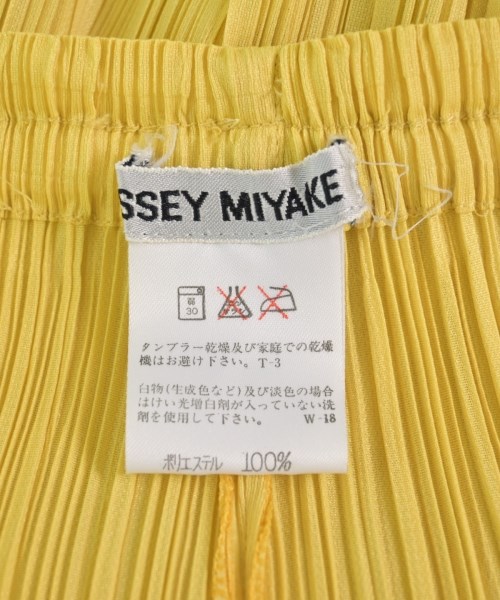 SSEY MIYAKE
弱
30
タンブラー乾燥及び家庭での乾燥
機はお避け下さい。T-3
白物(生成色など)及び淡色の場合
はけい光増白剤が入っていない洗
剤を使用して下さい。 W-18
ポリエステル 100%